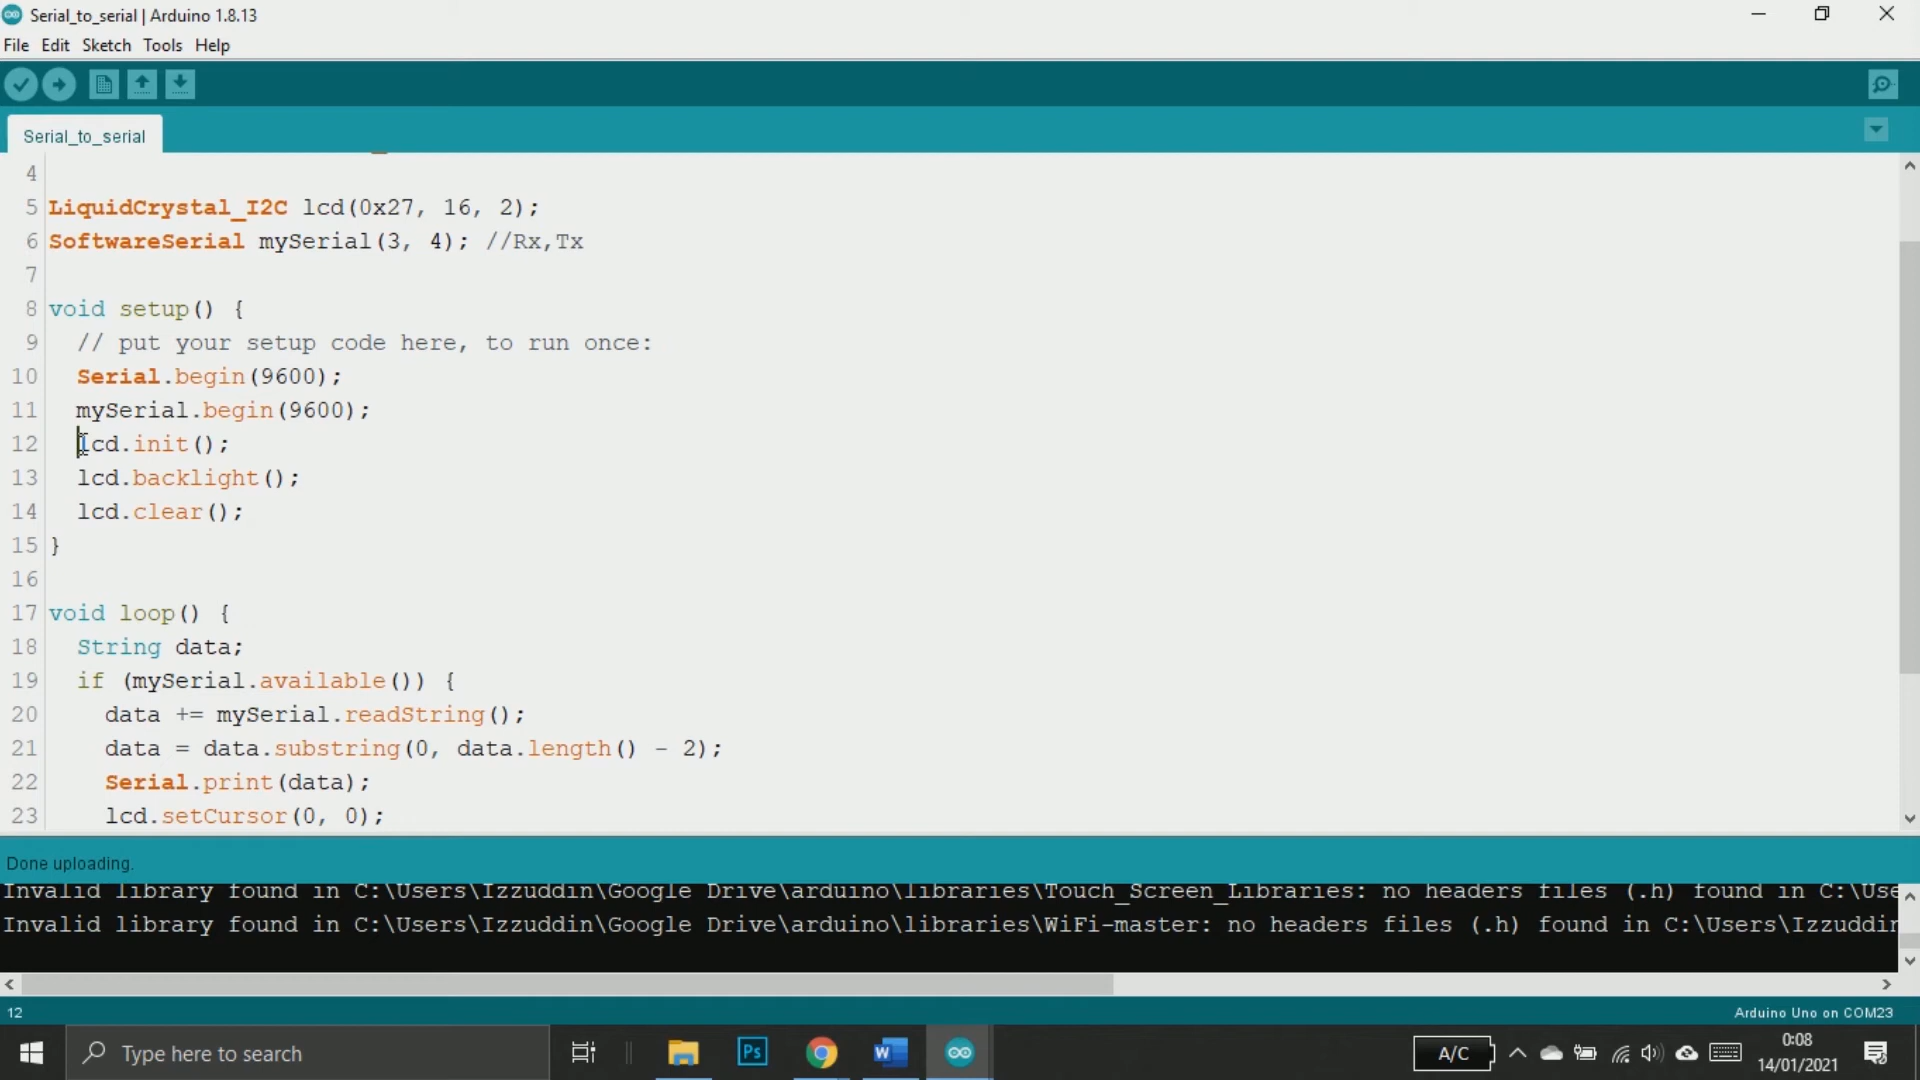 Serial_to_serial | Arduino 1.8.13
File Edit Sketch Tools Help
Serial_to_serial
4
5 LiquidCrystal_I2C lcd(0x27, 16, 2);
6 SoftwareSerial mySerial(3, 4); //Rx,Tx
7
8 void setup() {
9 // put your setup code here, to run once:
10 Serial.begin(9600);
11 mySerial.begin(9600);
12 lcd.init();
13 lcd.backlight();
14 lcd.clear();
15 }
16
17 void loop() {
18 String data;
19 if (mySerial.available()) {
20 data += mySerial.readString();
21 data = data.substring(0, data.length() - 2);
22 Serial.print(data);
23 lcd.setCursor(0, 0);
Done uploading.
Invalid library found in C:\Users\Izzuddin\Google Drive\arduino\libraries\Touch_Screen_Libraries: no headers files (.h) found in C:\Use
Invalid library found in C:\Users\Izzuddin\Google Drive\arduino\libraries\WiFi-master: no headers files (.h) found in C:\Users\Izzuddin
12 Arduino Uno on COM23
Type here to search
Ps
W
A/C
0:08
14/01/2021